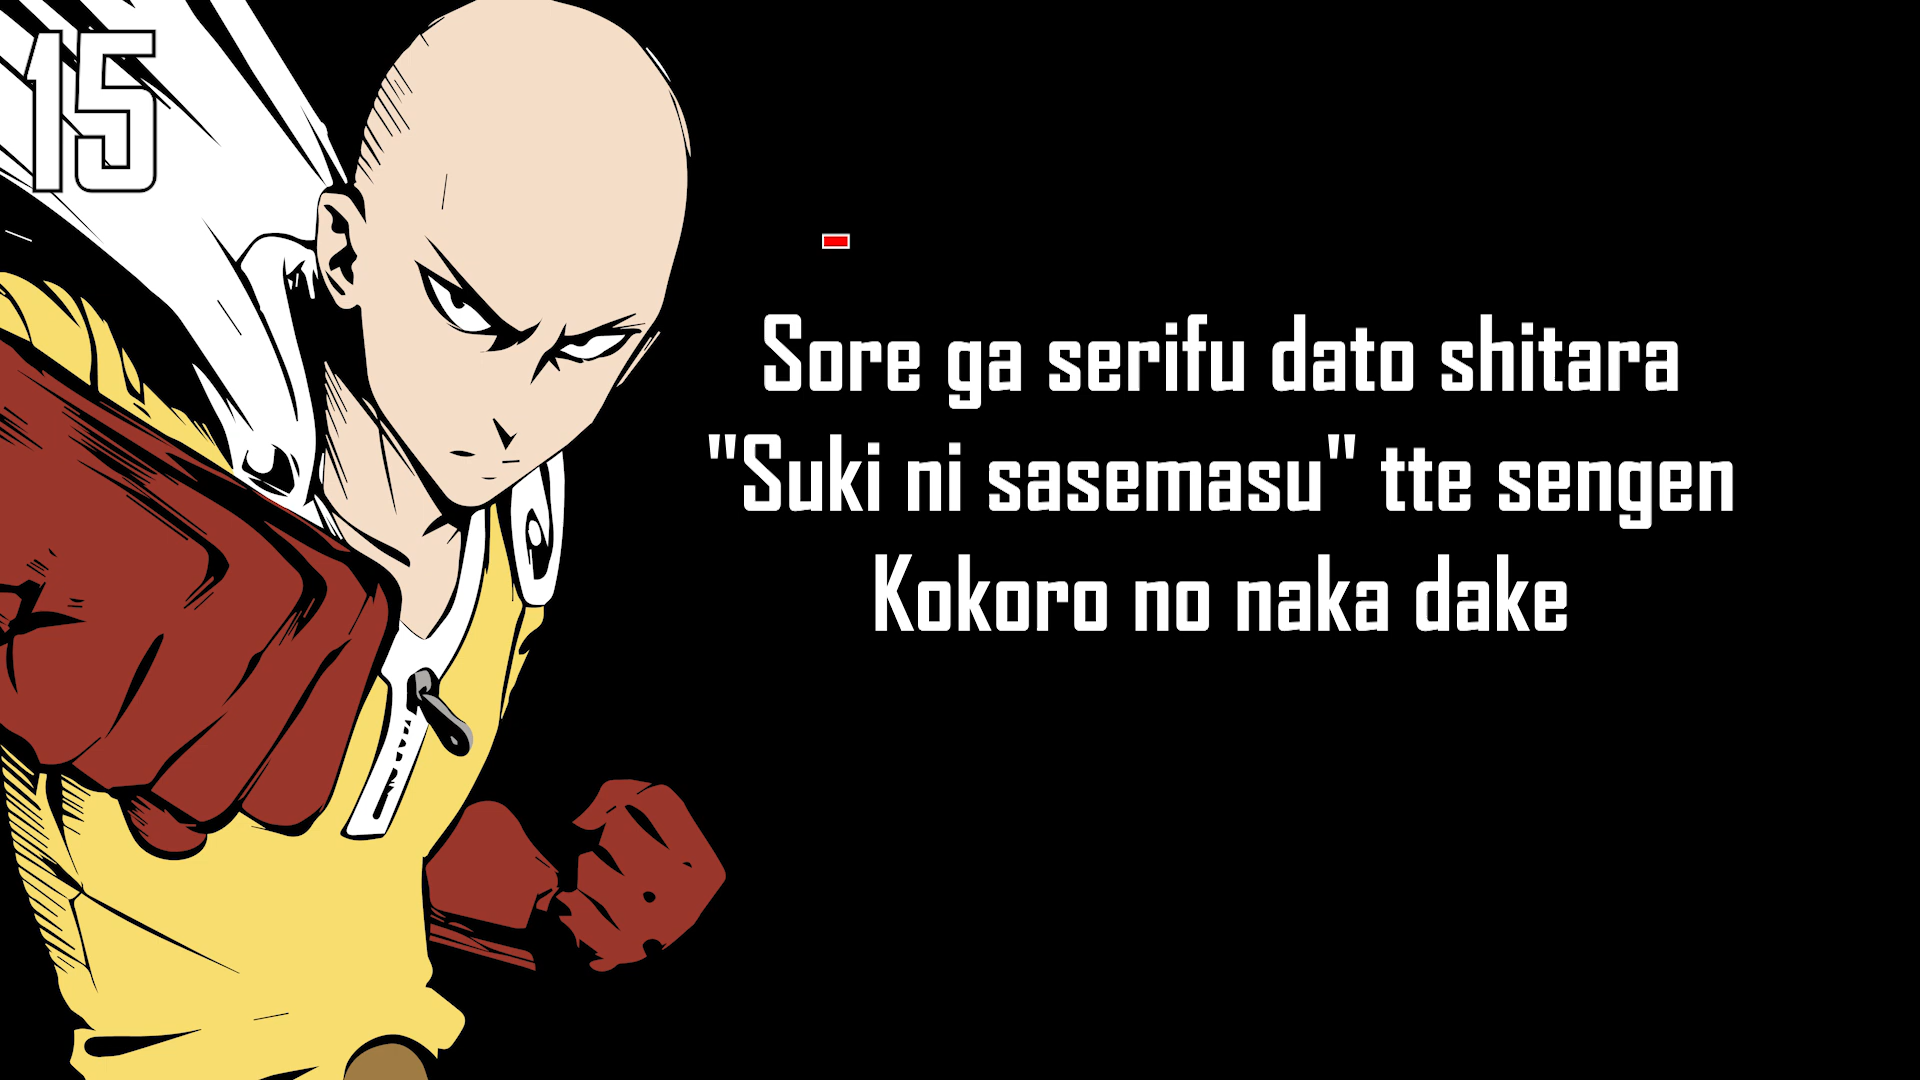 15
Sore ga serifu dato shitara
"Suki ni sasemasu" tte sengen
Kokoro no naka dake